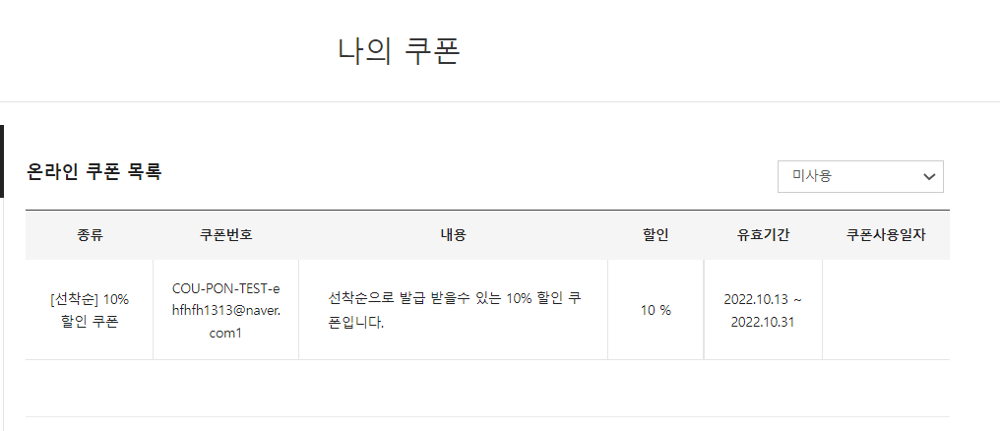 나의 쿠폰
온라인 쿠폰 목록
미사용
종류 쿠폰번호 내용 할인 유효기간 쿠폰사용일자
[선착순] 10%
할인 쿠폰
COU-PON-TEST-e
hfhfh1313@naver.
com1
선착순으로 발급 받을수 있는 10% 할인 쿠
폰입니다.
10 %
2022.10.13 ~
2022.10.31